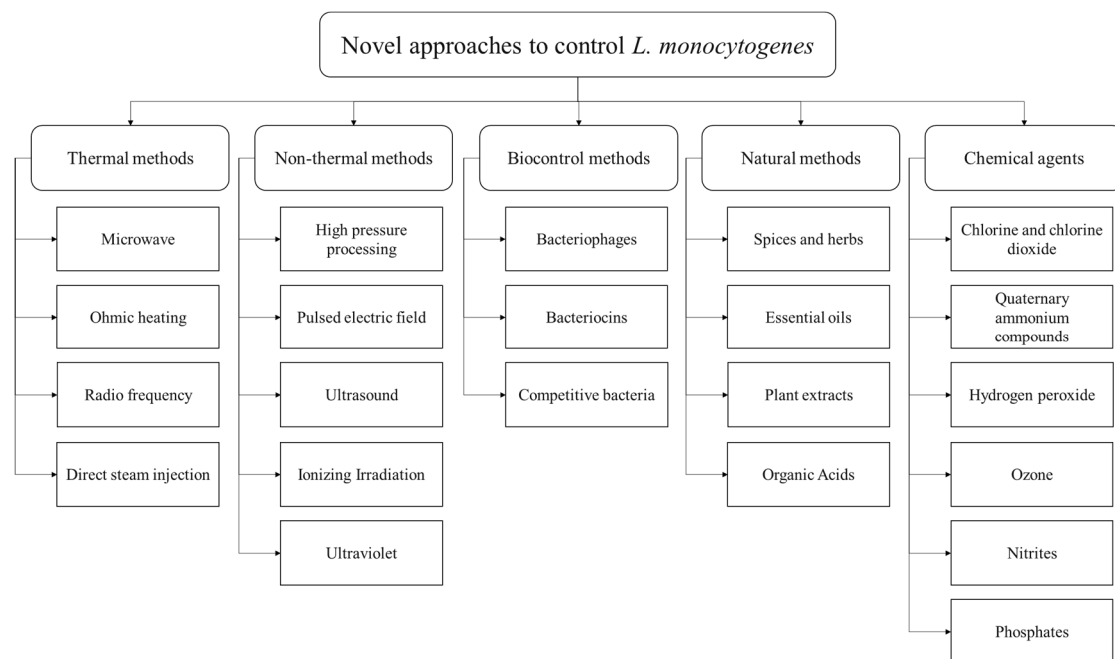 Novel approaches to control L. monocytogenes
Thermal methods
Microwave
Ohmic heating
Radio frequency
Direct steam injection
Non-thermal methods
High pressure
processing
Pulsed electric field
Ultrasound
Ionizing Irradiation
Ultraviolet
Biocontrol methods
Bacteriophages
Bacteriocins
Competitive bacteria
Natural methods
Spices and herbs
Essential oils
Plant extracts
Organic Acids
Chemical agents
Chlorine and chlorine
dioxide
Quaternary
ammonium
compounds
Hydrogen peroxide
Ozone
Nitrites
Phosphates